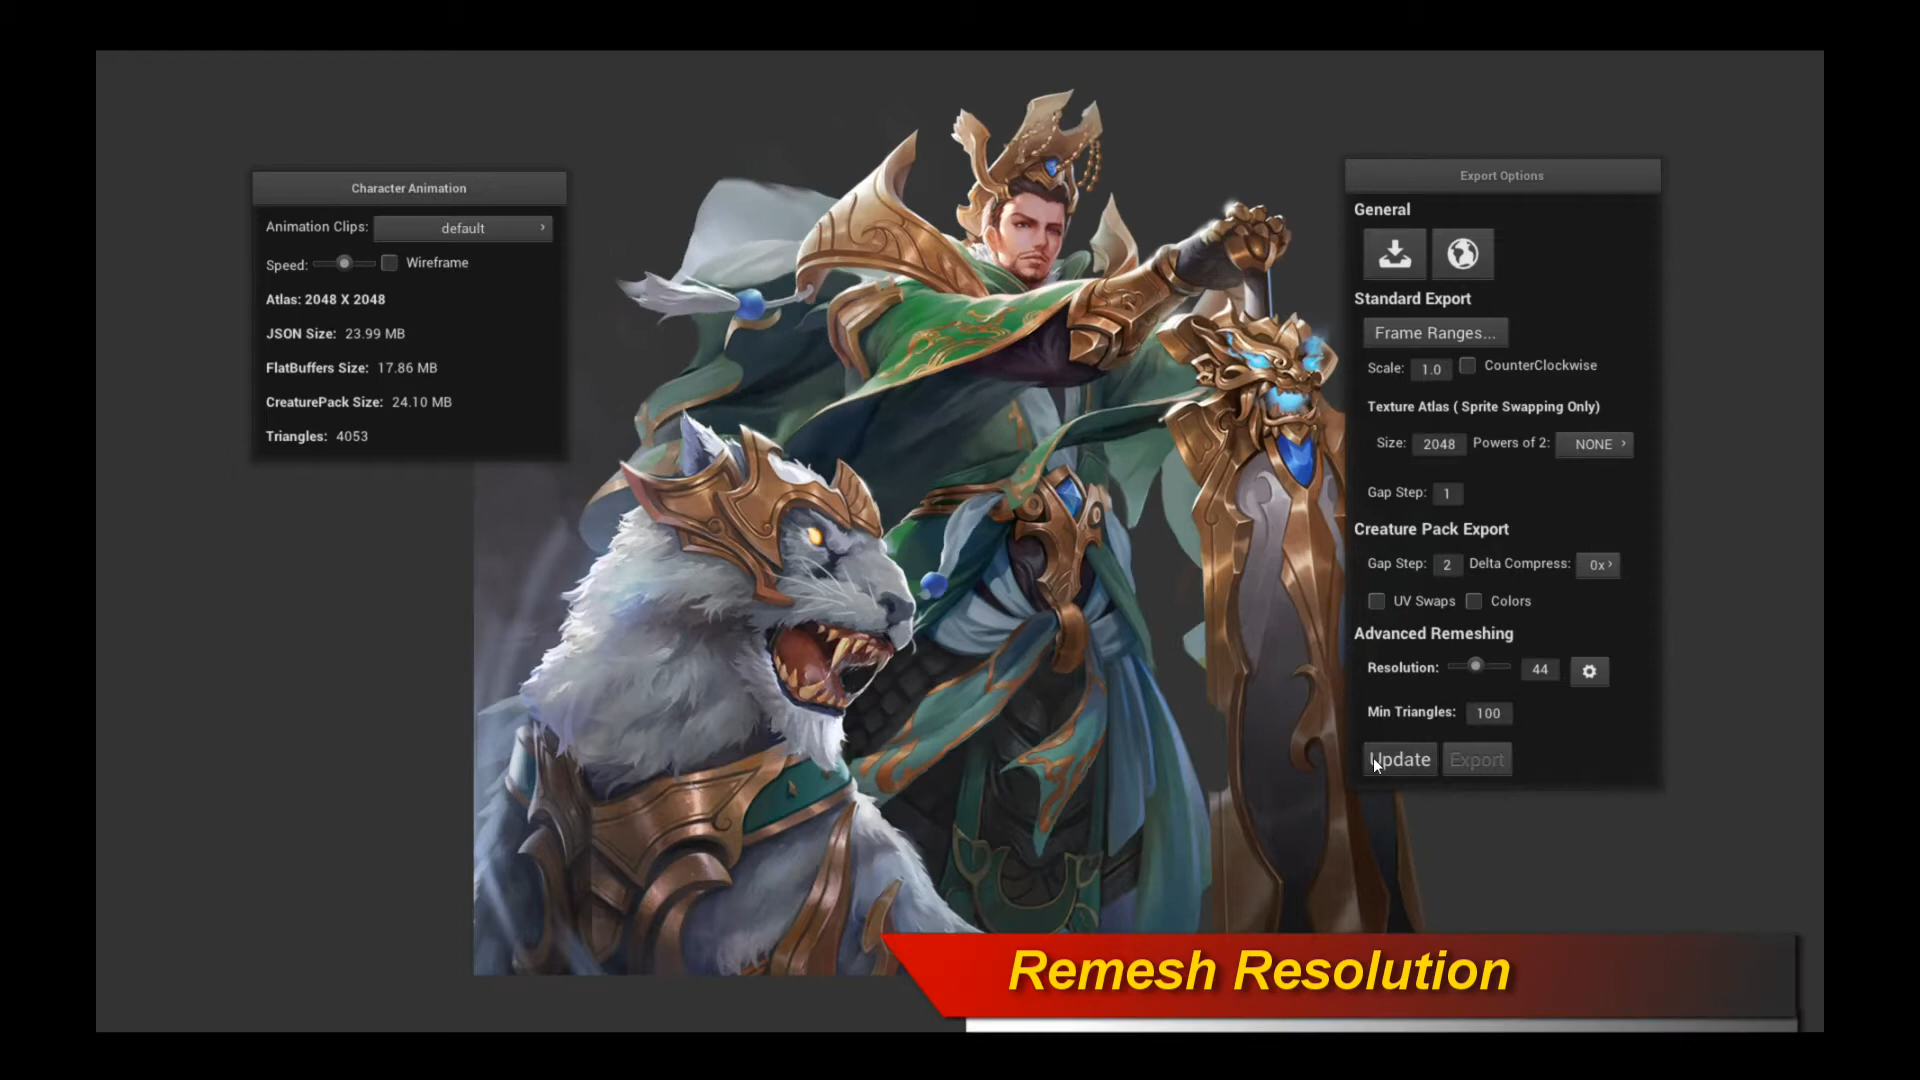 Character Animation
Animation Clips: default
Speed: Wireframe
Atlas: 2048 X 2048
JSON Size: 23.99 MB
FlatBuffers Size: 17.86 MB
CreaturePack Size: 24.10 MB
Triangles: 4053
Export Options
General
Standard Export
Frame Ranges...
Scale: 1.0 CounterClockwise
Texture Atlas ( Sprite Swapping Only)
Size: 2048 Powers of 2: NONE
Gap Step: 1
Creature Pack Export
Gap Step: 2 Delta Compress: 0x
UV Swaps Colors
Advanced Remeshing
Resolution: 44
Min Triangles: 100
Update Export
Remesh Resolution